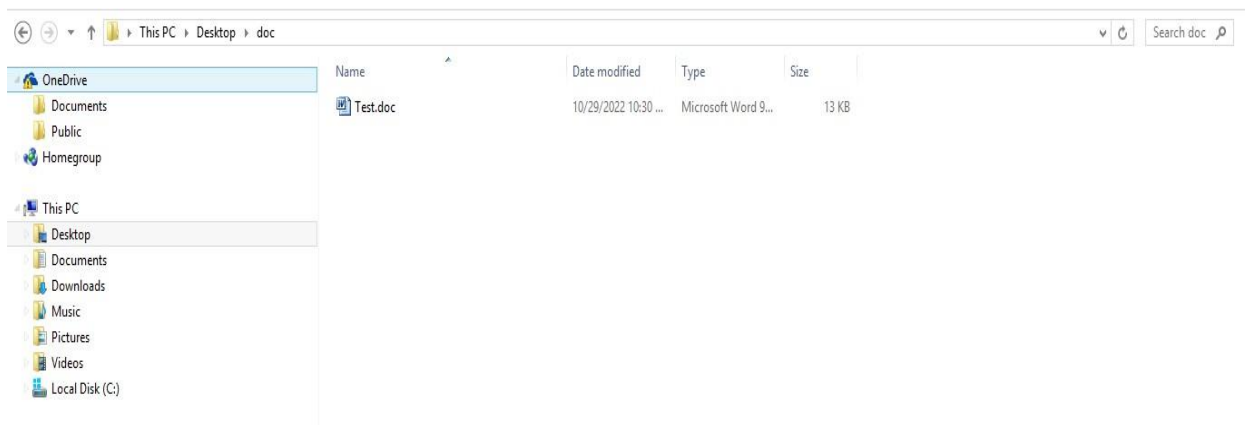 This PC Desktop doc
Search doc
OneDrive
Documents
Public
Homegroup
This PC
Desktop
Documents
Downloads
Music
Pictures
Videos
Local Disk (C:)
Name Date modified Type Size
Test.doc 10/29/2022 10:30 ... Microsoft Word 9... 13 KB